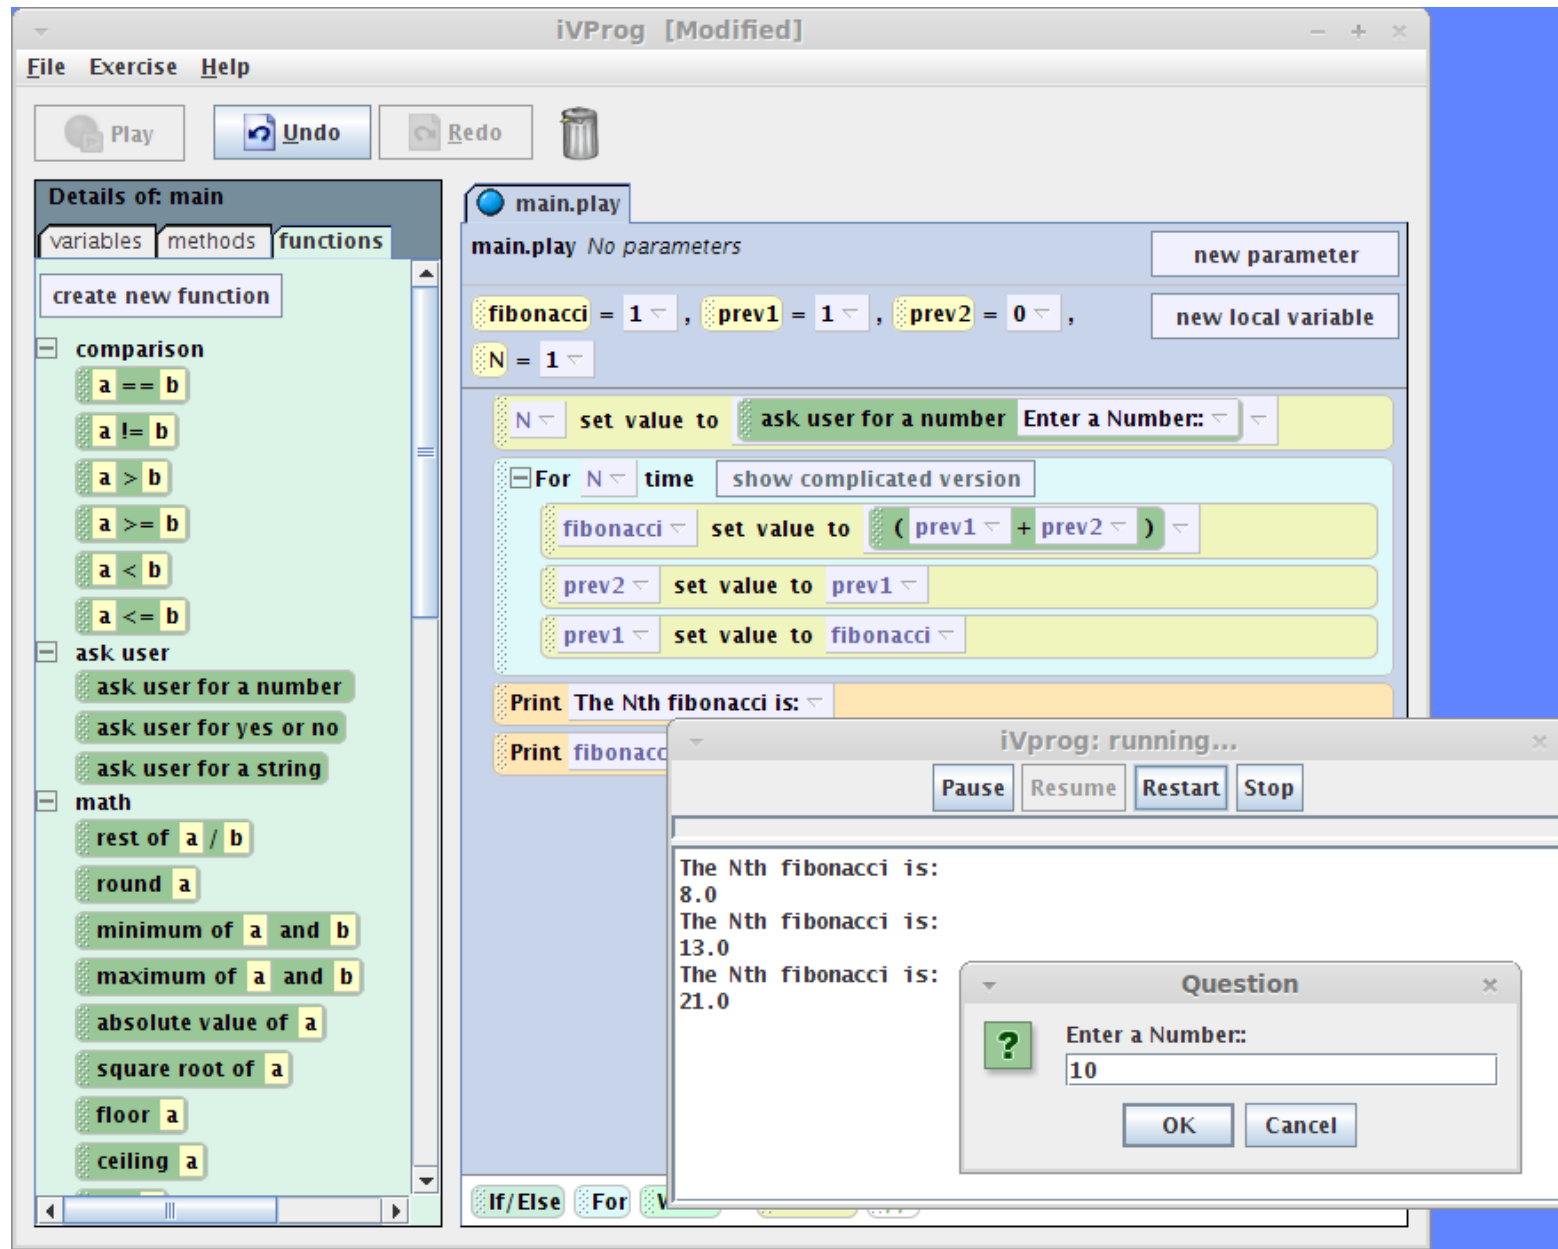 iVProg [Modified]
File Exercise Help
Play Undo Redo
Details of: main
variables methods functions
create new function
comparison
a == b
a != b
a > b
a >= b
a < b
a <= b
ask user
ask user for a number
ask user for yes or no
ask user for a string
math
rest of a / b
round a
minimum of a and b
maximum of a and b
absolute value of a
square root of a
floor a
ceiling a
main.play
main.play No parameters
new parameter
fibonacci = 1 , prev1 = 1 , prev2 = 0 ,
new local variable
N = 1
N set value to ask user for a number Enter a Number::
For N time show complicated version
fibonacci set value to ( prev1 + prev2 )
prev2 set value to prev1
prev1 set value to fibonacci
Print The Nth fibonacci is:
Print fibonacc
If/Else For
iVprog: running...
Pause Resume Restart Stop
The Nth fibonacci is:
8.0
The Nth fibonacci is:
13.0
The Nth fibonacci is:
21.0
Question
?
Enter a Number::
10
OK Cancel